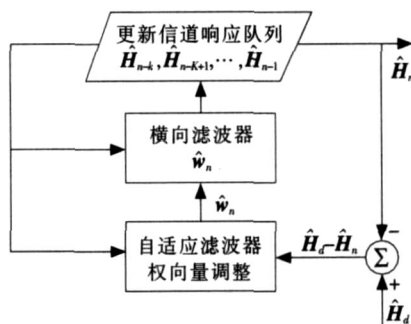 更新信道响应队列
Ĥn-k, Ĥn-K+1, ⋯, Ĥn-1
Ĥn
横向滤波器
ŵn
ŵn
自适应滤波器
权向量调整
Ĥd-Ĥn
−
Σ
+
Ĥd